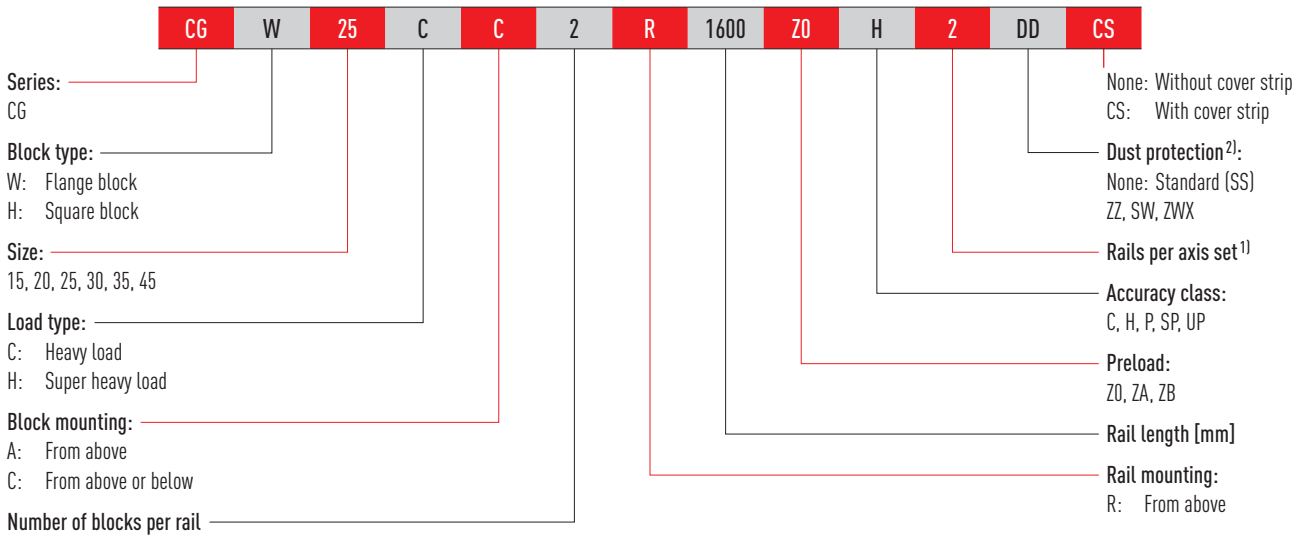 CG W 25 C C 2 R 1600 Z0 H 2 DD CS
Series:
CG
Block type:
W: Flange block
H: Square block
Size:
15, 20, 25, 30, 35, 45
Load type:
C: Heavy load
H: Super heavy load
Block mounting:
A: From above
C: From above or below
Number of blocks per rail
None: Without cover strip
CS: With cover strip
Dust protection2):
None: Standard (SS)
ZZ, SW, ZWX
Rails per axis set1)
Accuracy class:
C, H, P, SP, UP
Preload:
Z0, ZA, ZB
Rail length [mm]
Rail mounting:
R: From above